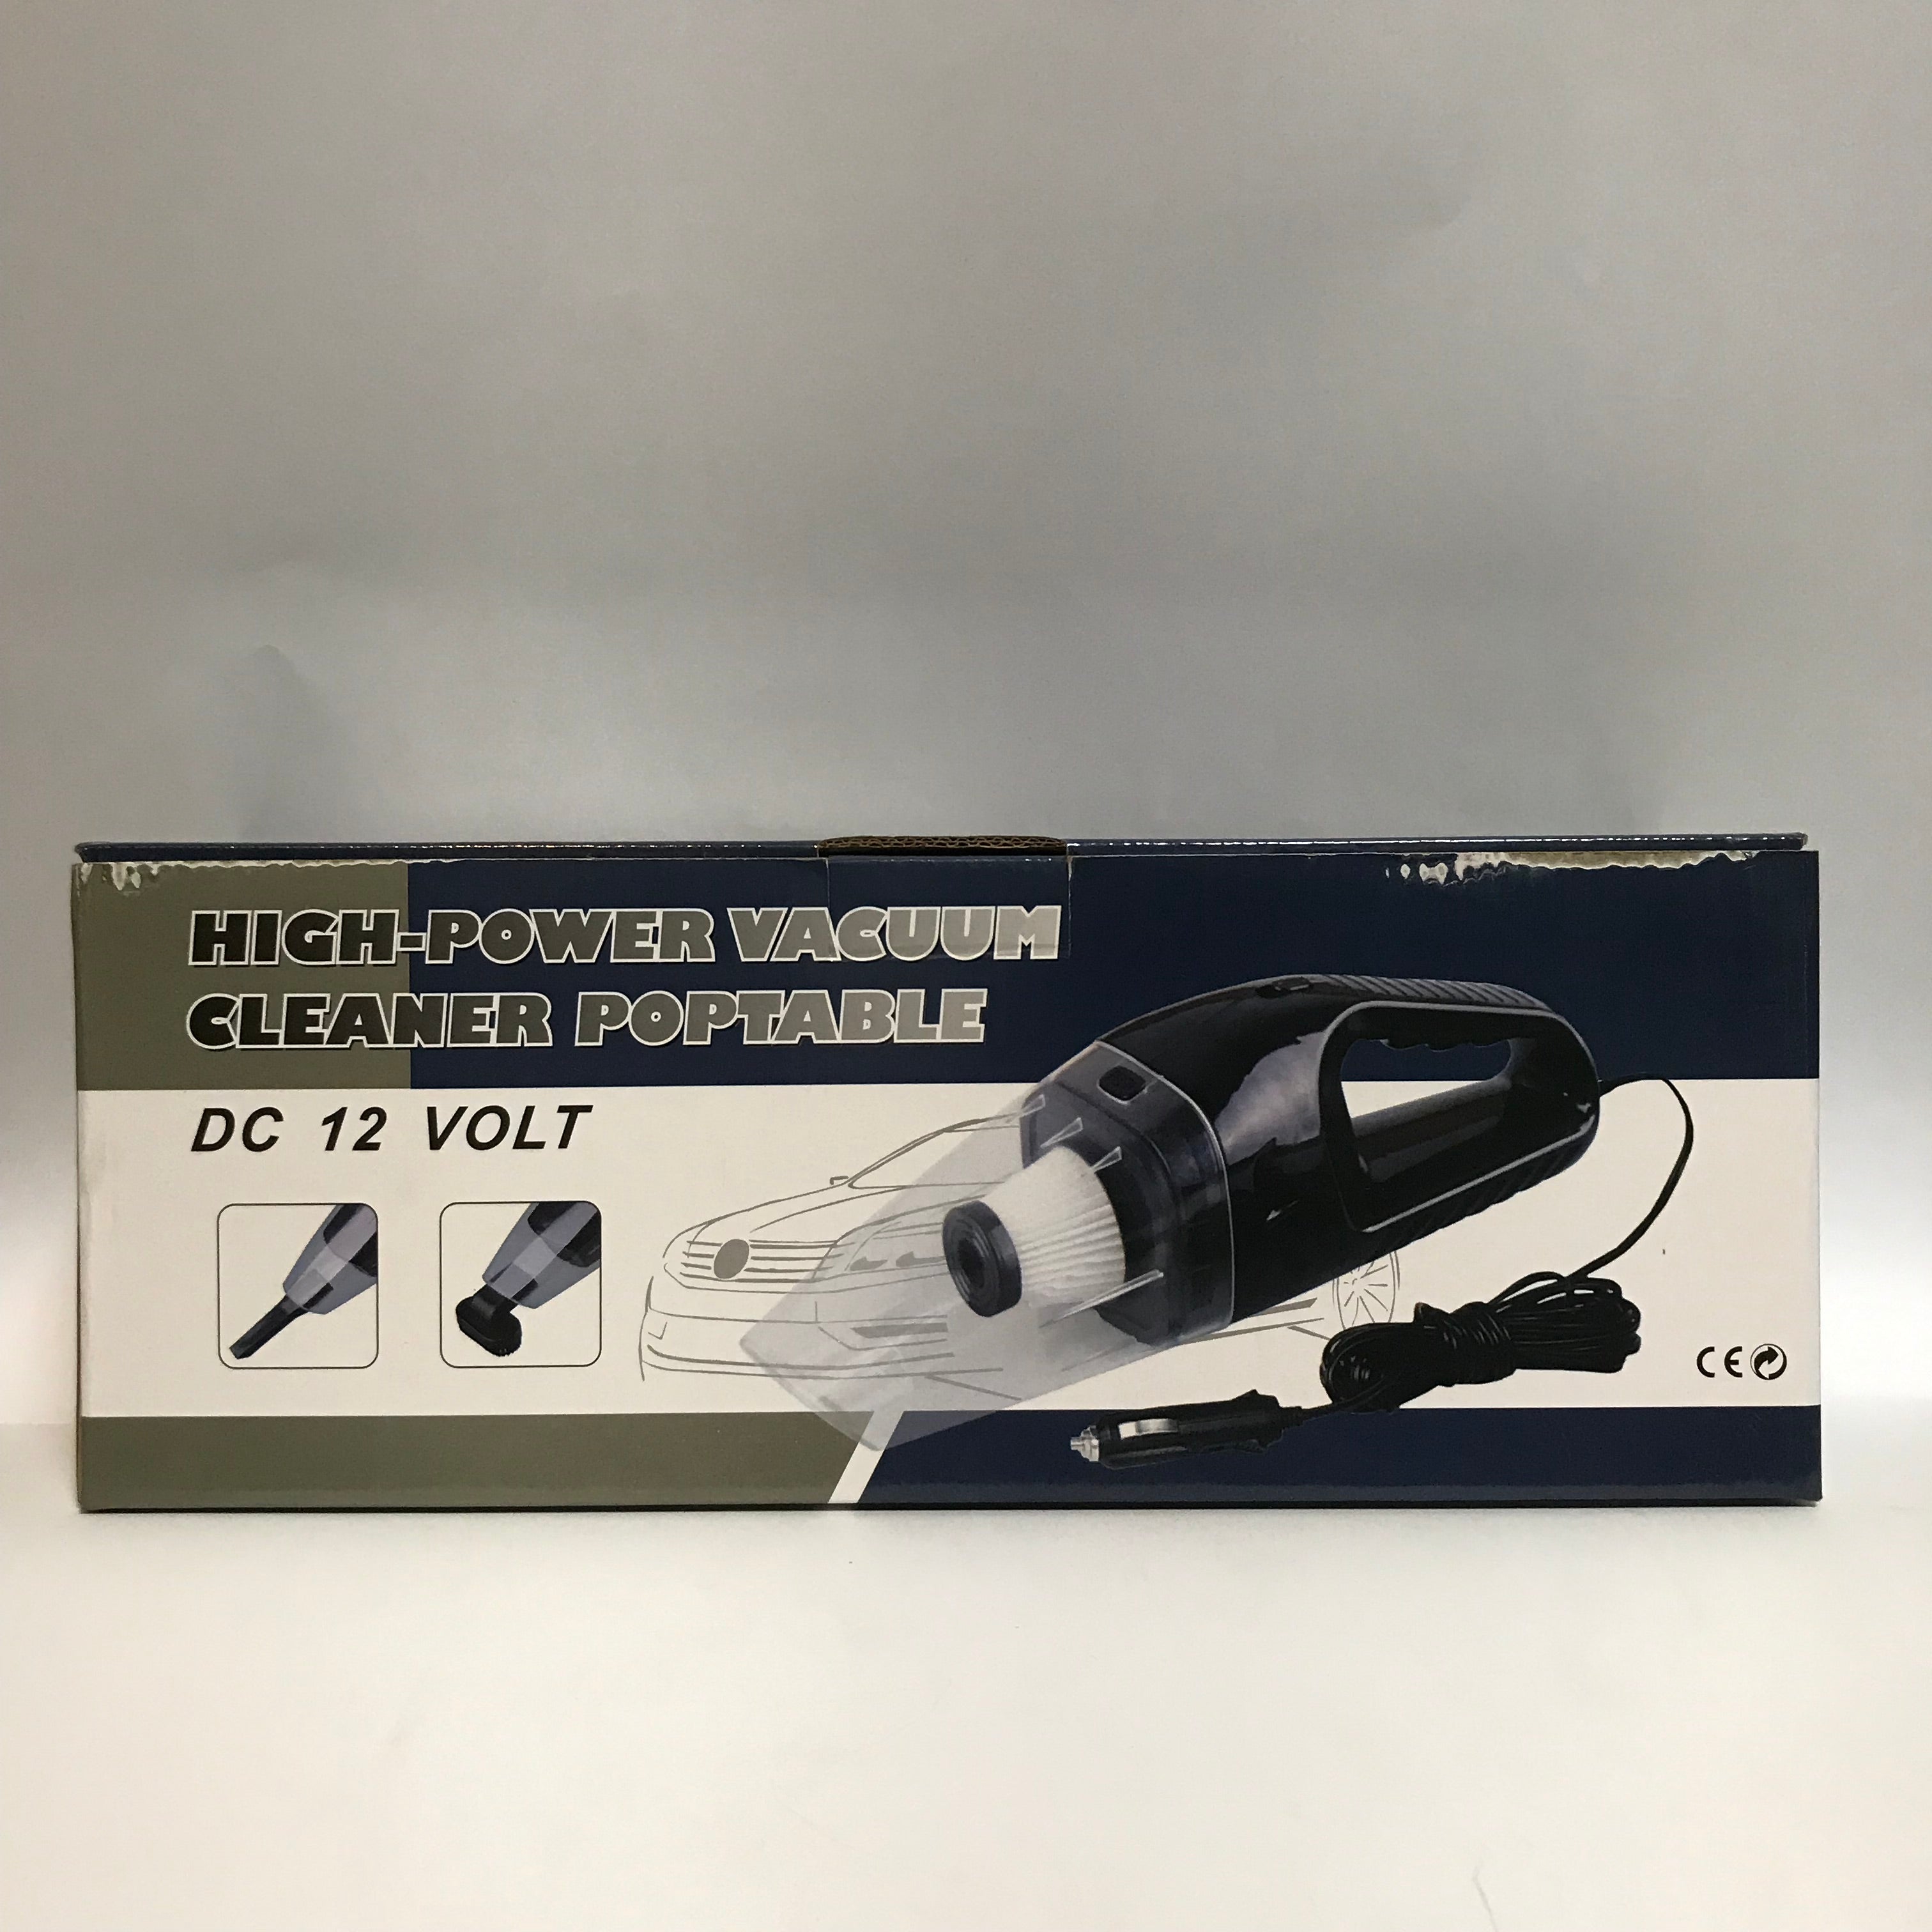 HIGH-POWER VACUUM
CLEANER POPTABLE
DC 12 VOLT
CE